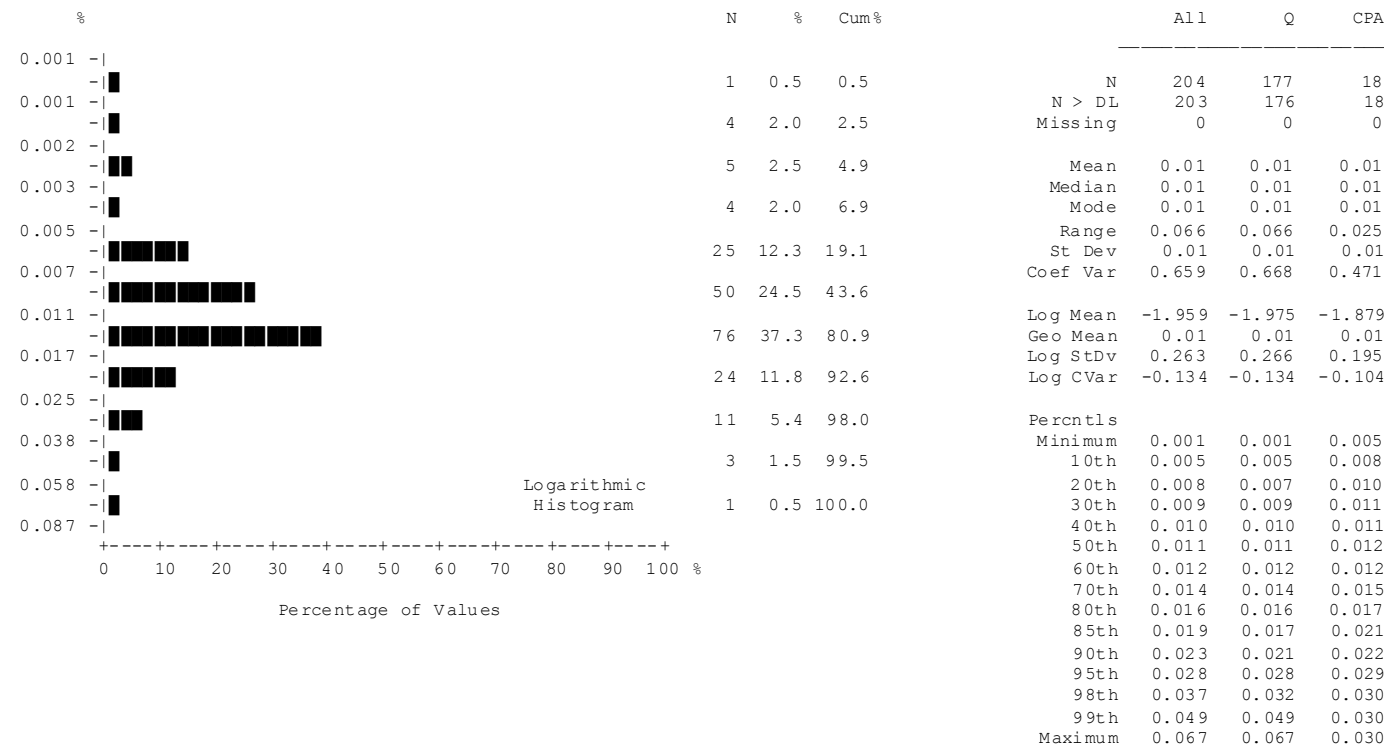 % N % Cum% All Q CPA
0.001 -|
-| 1 0.5 0.5 N 204 177 18
0.001 -| N > DL 203 176 18
-| 4 2.0 2.5 Missing 0 0 0
0.002 -|
-| 5 2.5 4.9 Mean 0.01 0.01 0.01
0.003 -| Median 0.01 0.01 0.01
-| 4 2.0 6.9 Mode 0.01 0.01 0.01
0.005 -| Range 0.066 0.066 0.025
-| 25 12.3 19.1 St Dev 0.01 0.01 0.01
0.007 -| Coef Var 0.659 0.668 0.471
-| 50 24.5 43.6
0.011 -| Log Mean -1.959 -1.975 -1.879
-| 76 37.3 80.9 Geo Mean 0.01 0.01 0.01
0.017 -| Log StDv 0.263 0.266 0.195
-| 24 11.8 92.6 Log CVar -0.134 -0.134 -0.104
0.025 -|
-| 11 5.4 98.0 Percntls
0.038 -| Minimum 0.001 0.001 0.005
-| 3 1.5 99.5 10th 0.005 0.005 0.008
0.058 -| Logarithmic 20th 0.008 0.007 0.010
-| Histogram 1 0.5 100.0 30th 0.009 0.009 0.011
0.087 -| 40th 0.010 0.010 0.011
+----+----+----+----+----+----+----+----+----+----+ 50th 0.011 0.011 0.012
0 10 20 30 40 50 60 70 80 90 100 % 60th 0.012 0.012 0.012
70th 0.014 0.014 0.015
Percentage of Values 80th 0.016 0.016 0.017
85th 0.019 0.017 0.021
90th 0.023 0.021 0.022
95th 0.028 0.028 0.029
98th 0.037 0.032 0.030
99th 0.049 0.049 0.030
Maximum 0.067 0.067 0.030